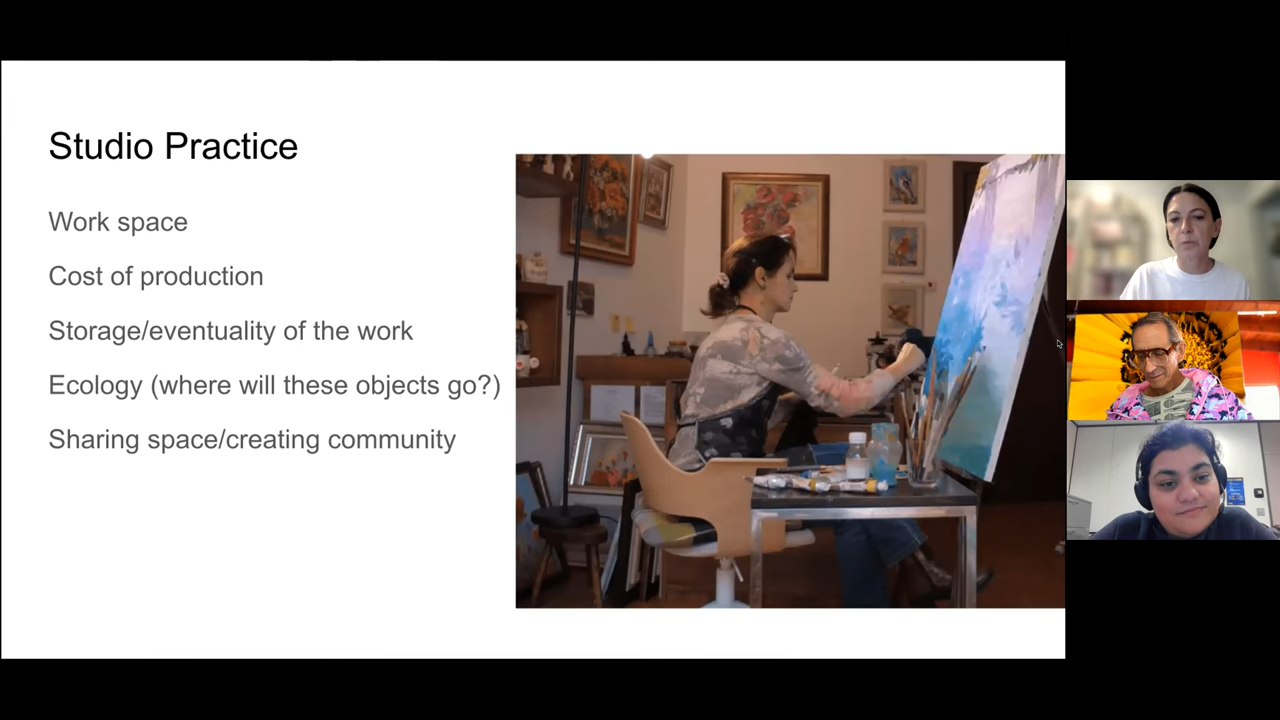 Studio Practice
Work space
Cost of production
Storage/eventuality of the work
Ecology (where will these objects go?)
Sharing space/creating community